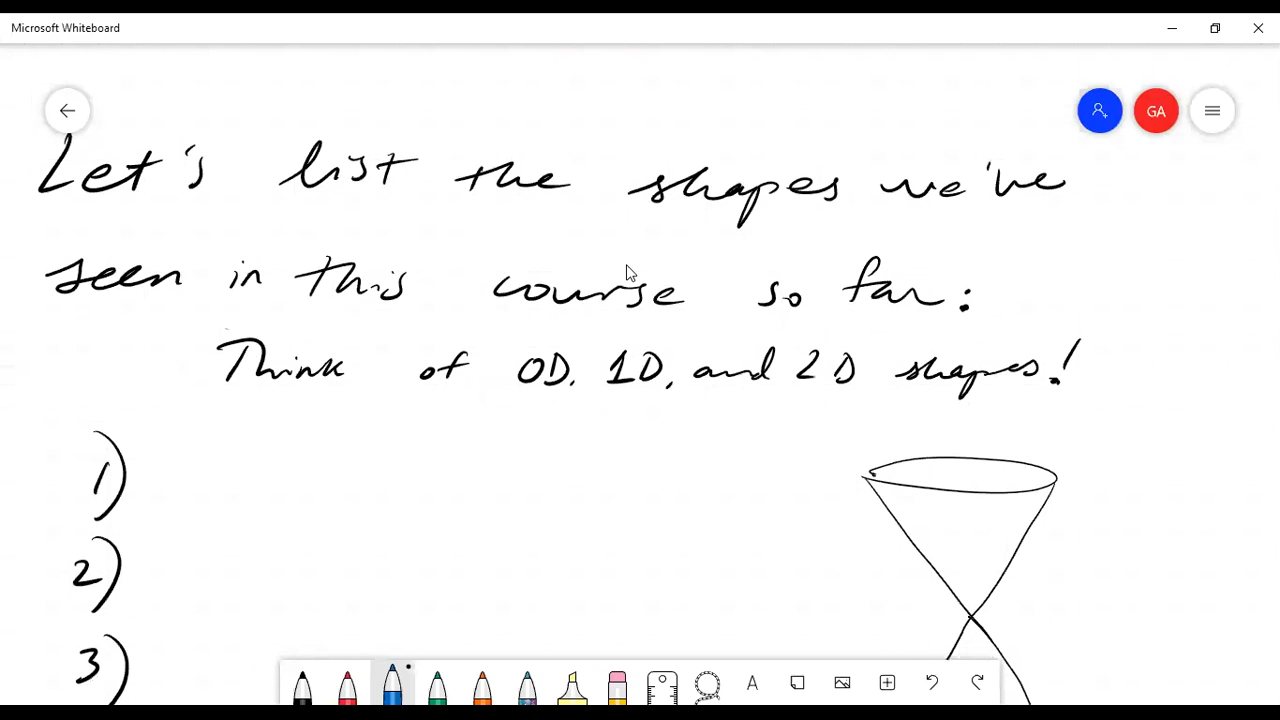 Microsoft Whiteboard
GA
Let's list the shapes we've
seen in this course so far:
Think of 0D, 1D, and 2D shapes!
1)
2)
3)
A